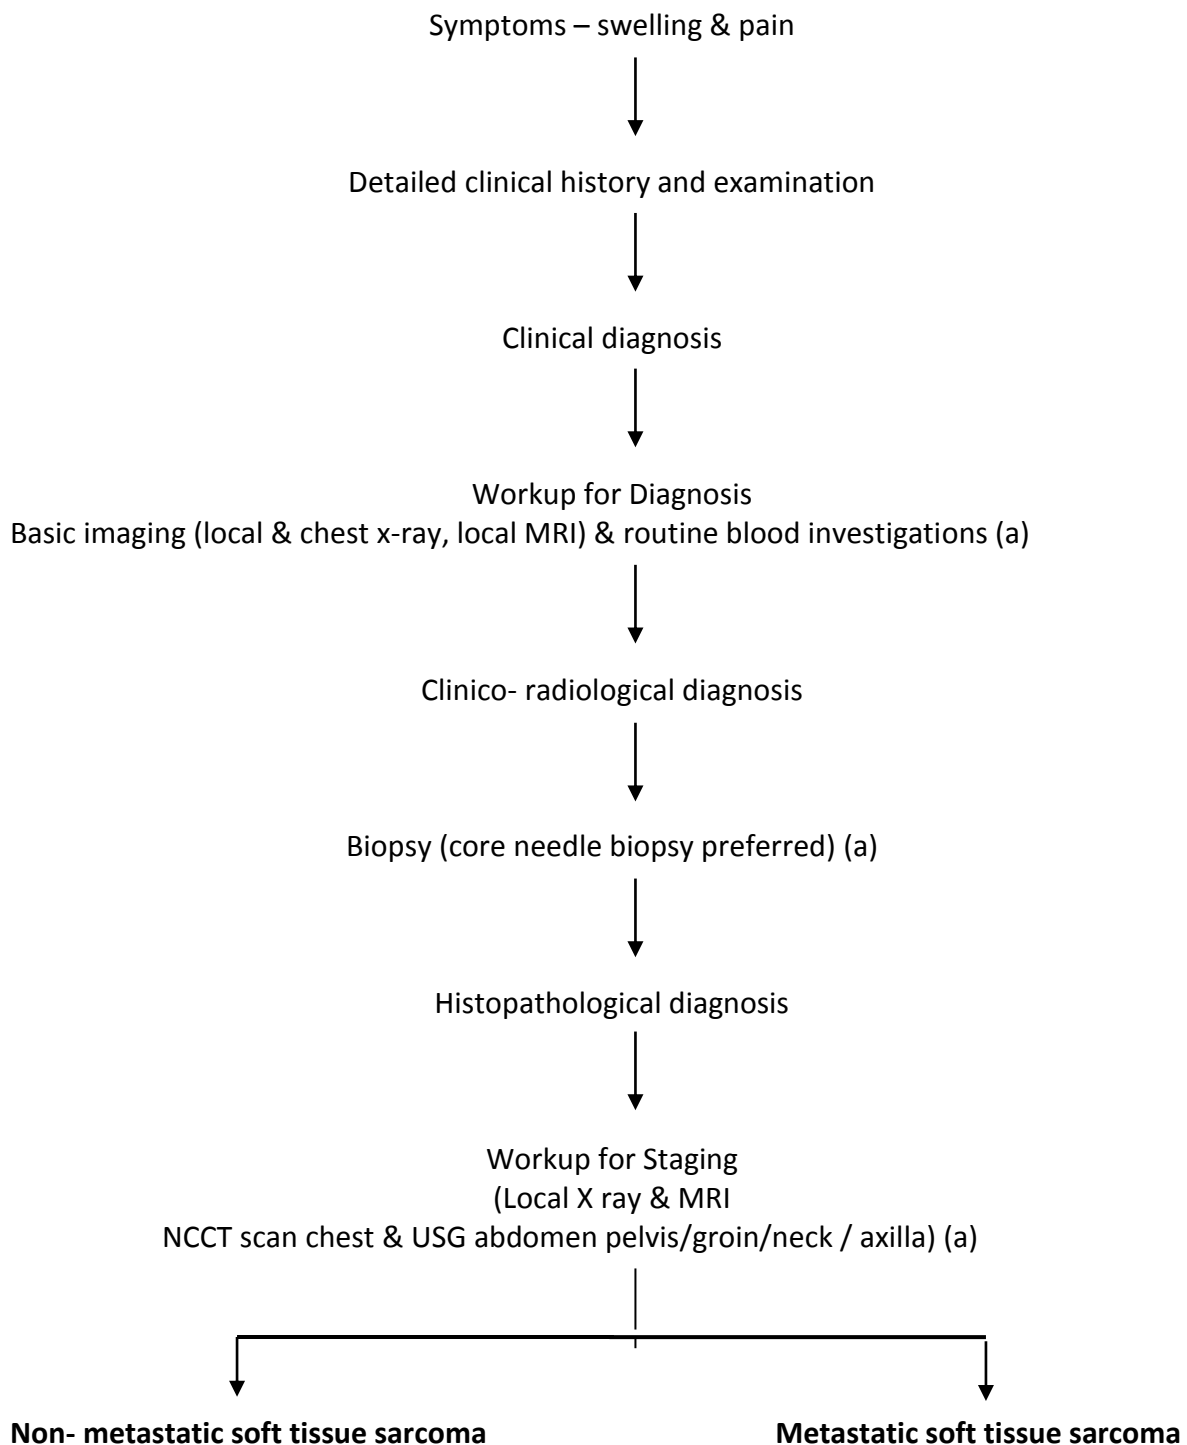 Symptoms – swelling & pain
Detailed clinical history and examination
Clinical diagnosis
Workup for Diagnosis
Basic imaging (local & chest x-ray, local MRI) & routine blood investigations (a)
Clinico- radiological diagnosis
Biopsy (core needle biopsy preferred) (a)
Histopathological diagnosis
Workup for Staging
(Local X ray & MRI
NCCT scan chest & USG abdomen pelvis/groin/neck / axilla) (a)
Non- metastatic soft tissue sarcoma
Metastatic soft tissue sarcoma